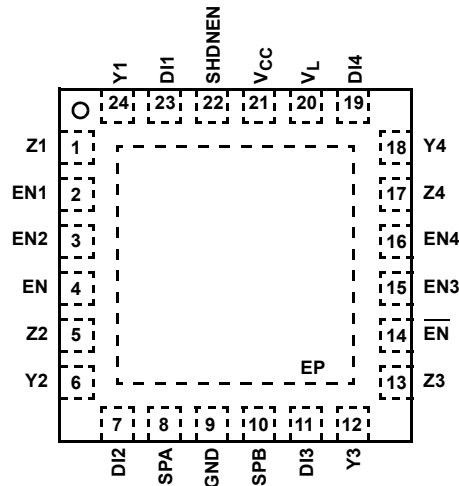 Y1 DI1 SHDNEN VCC VL DI4
24 23 22 21 20 19
Z1 1 18 Y4
EN1 2 17 Z4
EN2 3 16 EN4
EN 4 15 EN3
Z2 5 14 E̅N̅
EP
Y2 6 13 Z3
7 8 9 10 11 12
DI2 SPA GND SPB DI3 Y3